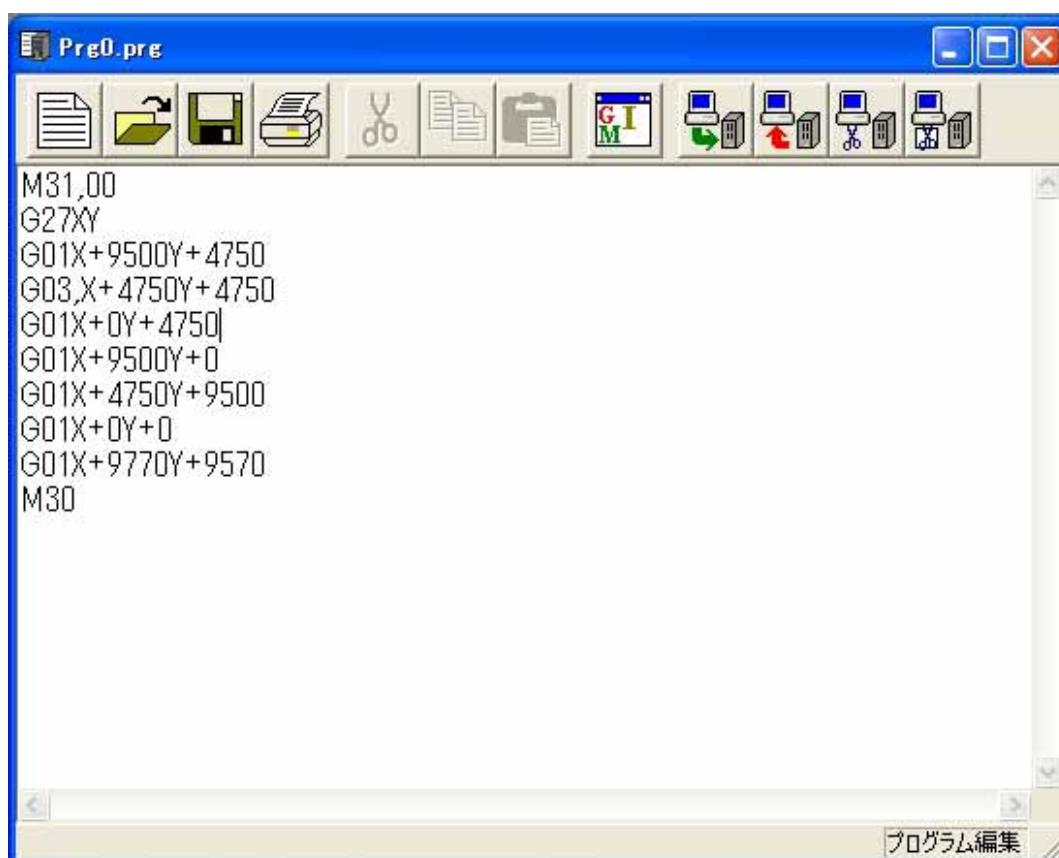 Prg0.prg
G I
M
M31,00
G27XY
G01X+9500Y+4750
G03,X+4750Y+4750
G01X+0Y+4750
G01X+9500Y+0
G01X+4750Y+9500
G01X+0Y+0
G01X+9770Y+9570
M30
プログラム編集